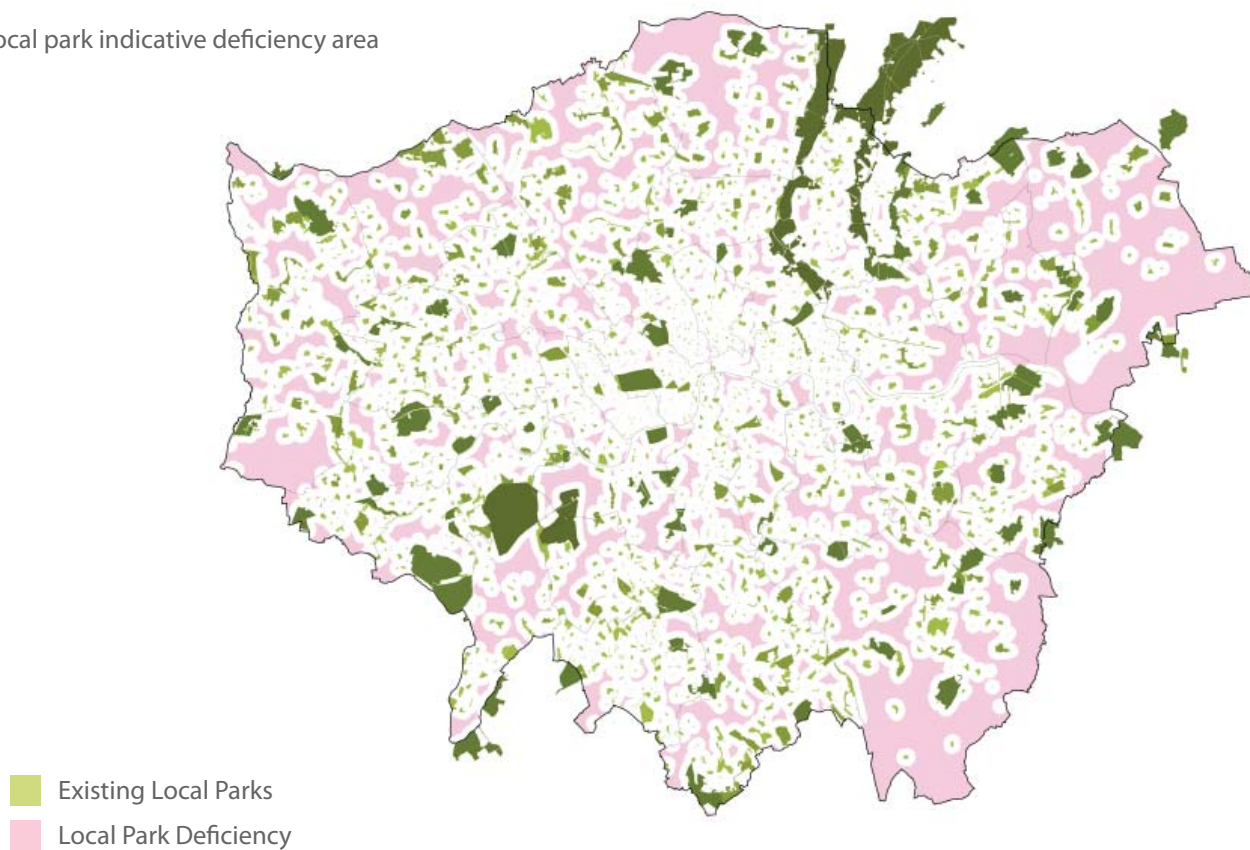 ocal park indicative deficiency area
Existing Local Parks
Local Park Deficiency